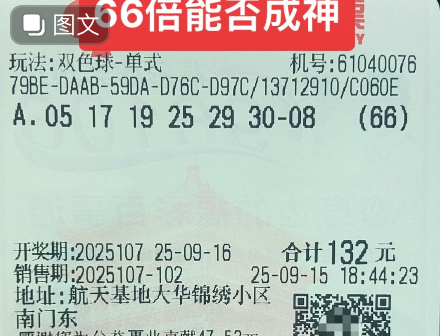 66倍能否成神
图文
玩法:双色球-单式 机号:61040076
79BE-DAAB-59DA-D76C-D97C/13712910/C060E
A. 05 17 19 25 29 30-08 (66)
开奖期:2025107 25-09-16 合计132元
销售期:2025107-102 25-09-15 18:44:23
地址:航天基地大华锦绣小区
南门东